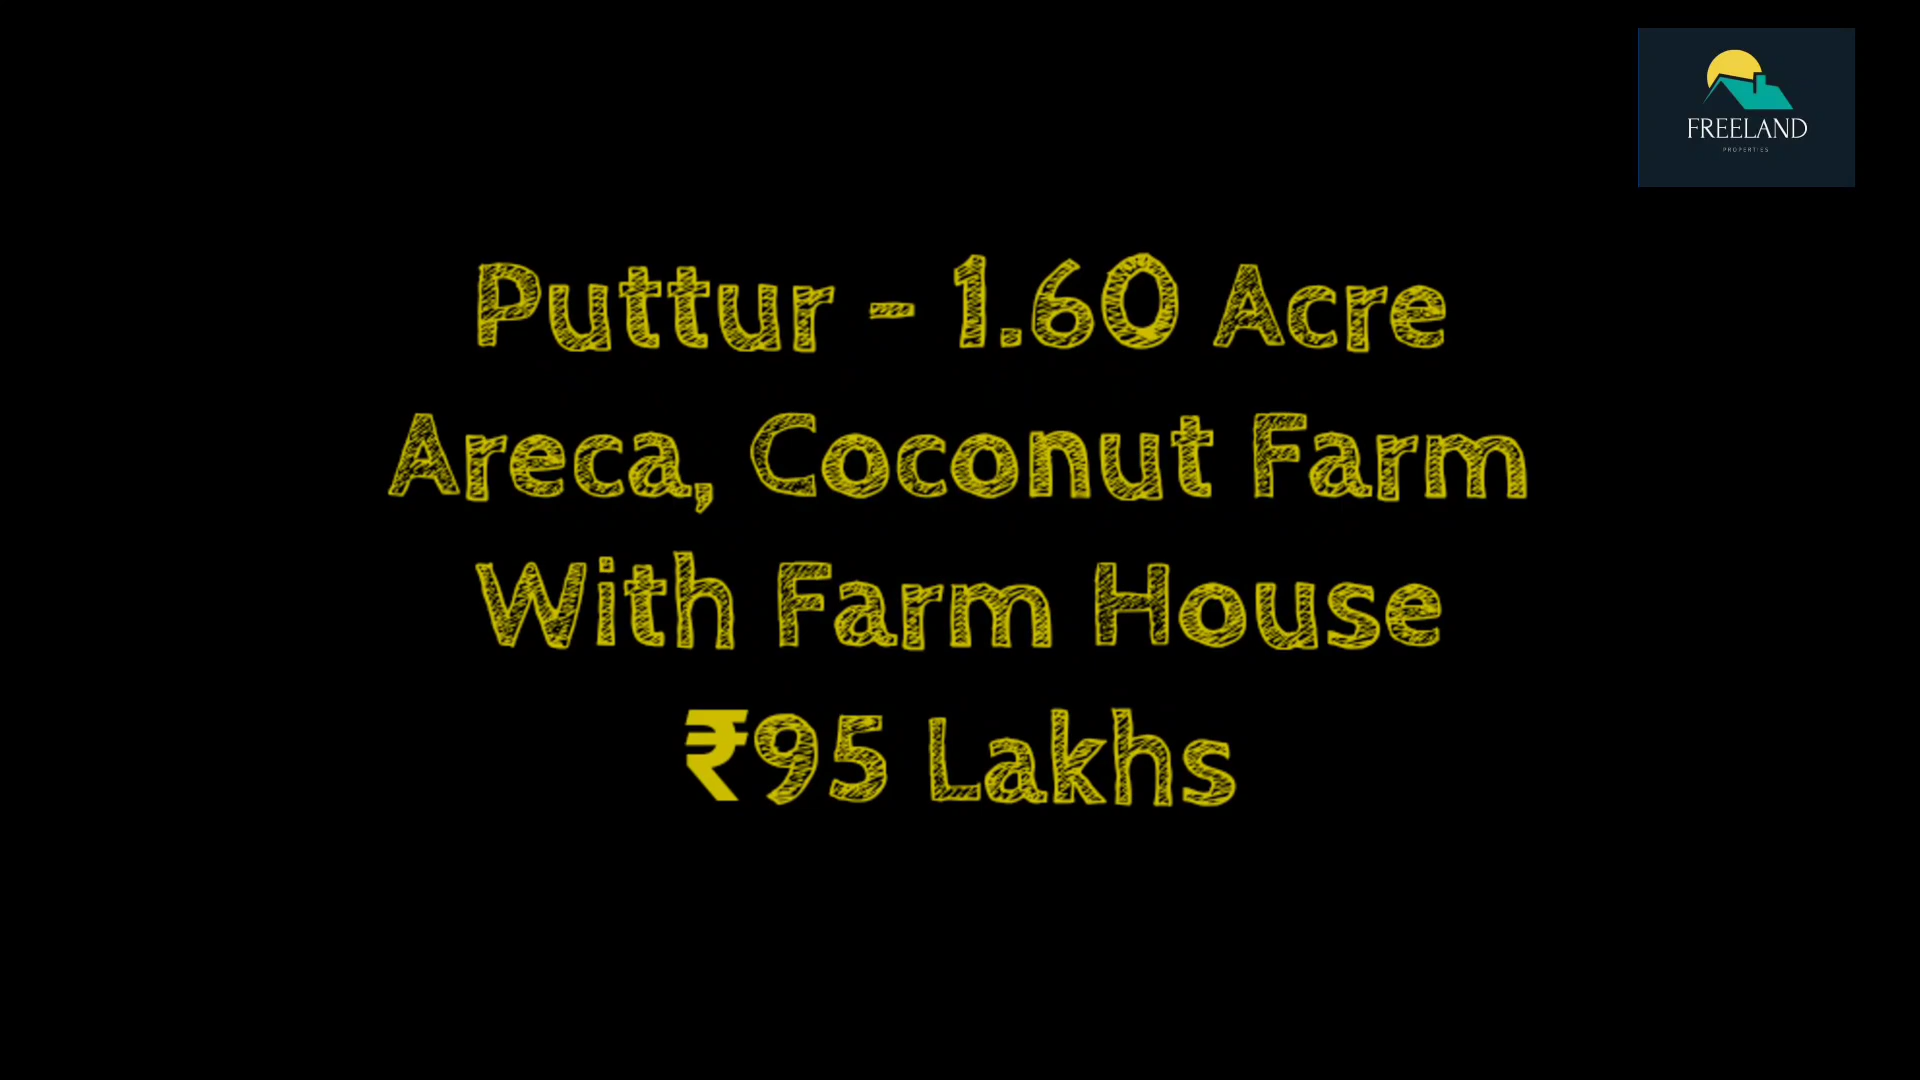 FREELAND
PROPERTIES
Puttur - 1.60 Acre
Areca, Coconut Farm
With Farm House
₹95 Lakhs